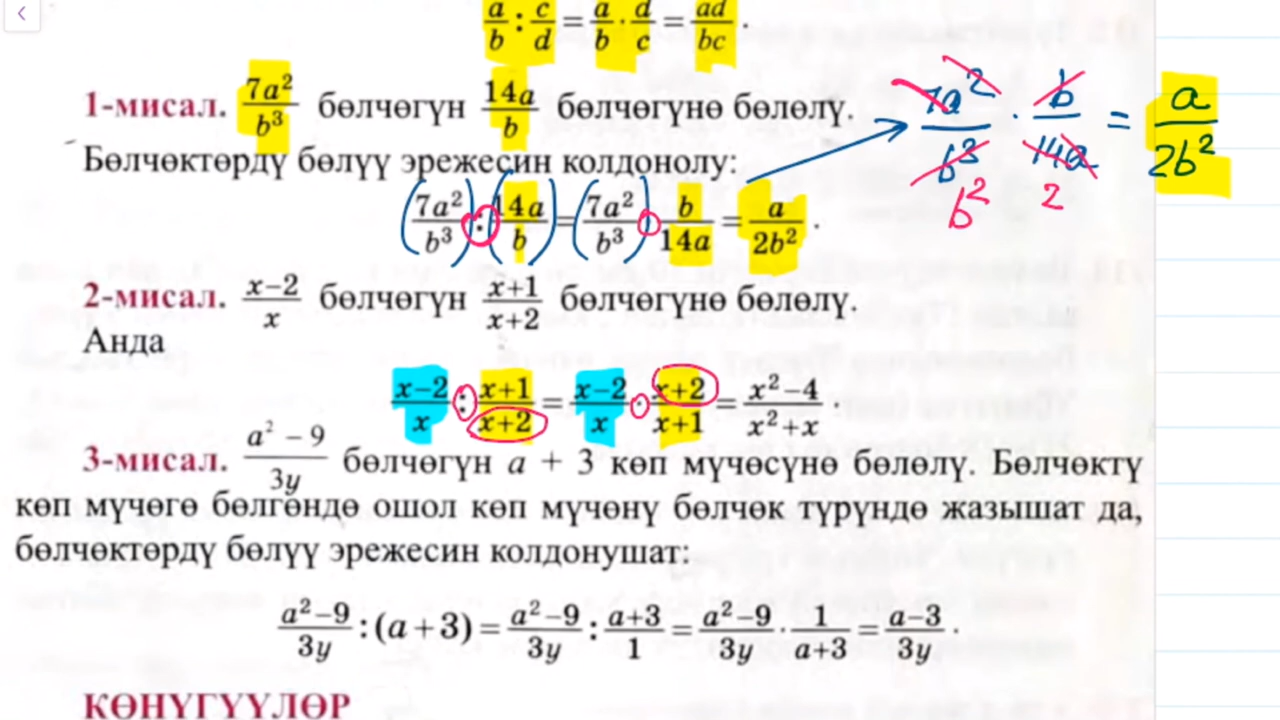 a/b : c/d = a/b · d/c = ad/bc .
1-мисал. 7a²/b³ бөлчөгүн 14a/b бөлчөгүнө бөлөлү.
Бөлчөктөрдү бөлүү эрежесин колдонолу:
7a²/b³ : 14a/b = 7a²/b³ · b/14a = a/2b² .
7a²/b³ · b/14a = a/2b²
b² 2
2-мисал. x−2/x бөлчөгүн x+1/x+2 бөлчөгүнө бөлөлү.
Анда
x−2/x : x+1/x+2 = x−2/x · x+2/x+1 = x²−4/x²+x .
3-мисал. a²−9/3y бөлчөгүн a + 3 көп мүчөсүнө бөлөлү. Бөлчөктү
көп мүчөгө бөлгөндө ошол көп мүчөнү бөлчөк түрүндө жазышат да,
бөлчөктөрдү бөлүү эрежесин колдонушат:
a²−9/3y : (a+3) = a²−9/3y : a+3/1 = a²−9/3y · 1/a+3 = a−3/3y .
КӨНҮГҮҮЛӨР